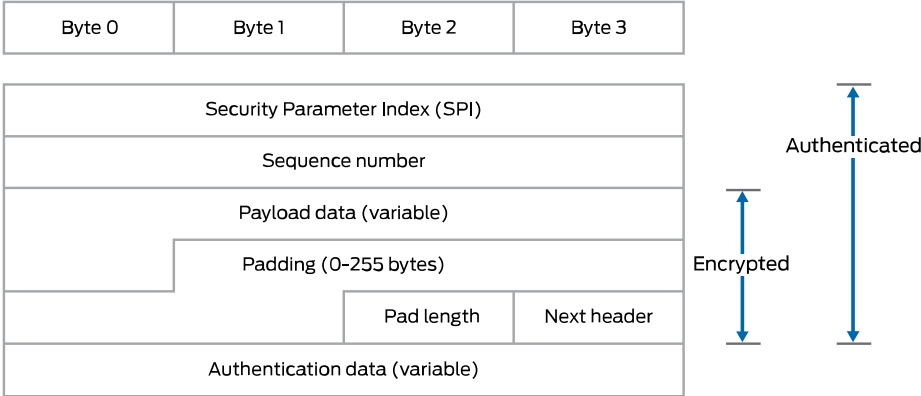 Byte 0 Byte 1 Byte 2 Byte 3
Security Parameter Index (SPI)
Authenticated
Sequence number
Payload data (variable)
Padding (0-255 bytes)
Encrypted
Pad length Next header
Authentication data (variable)